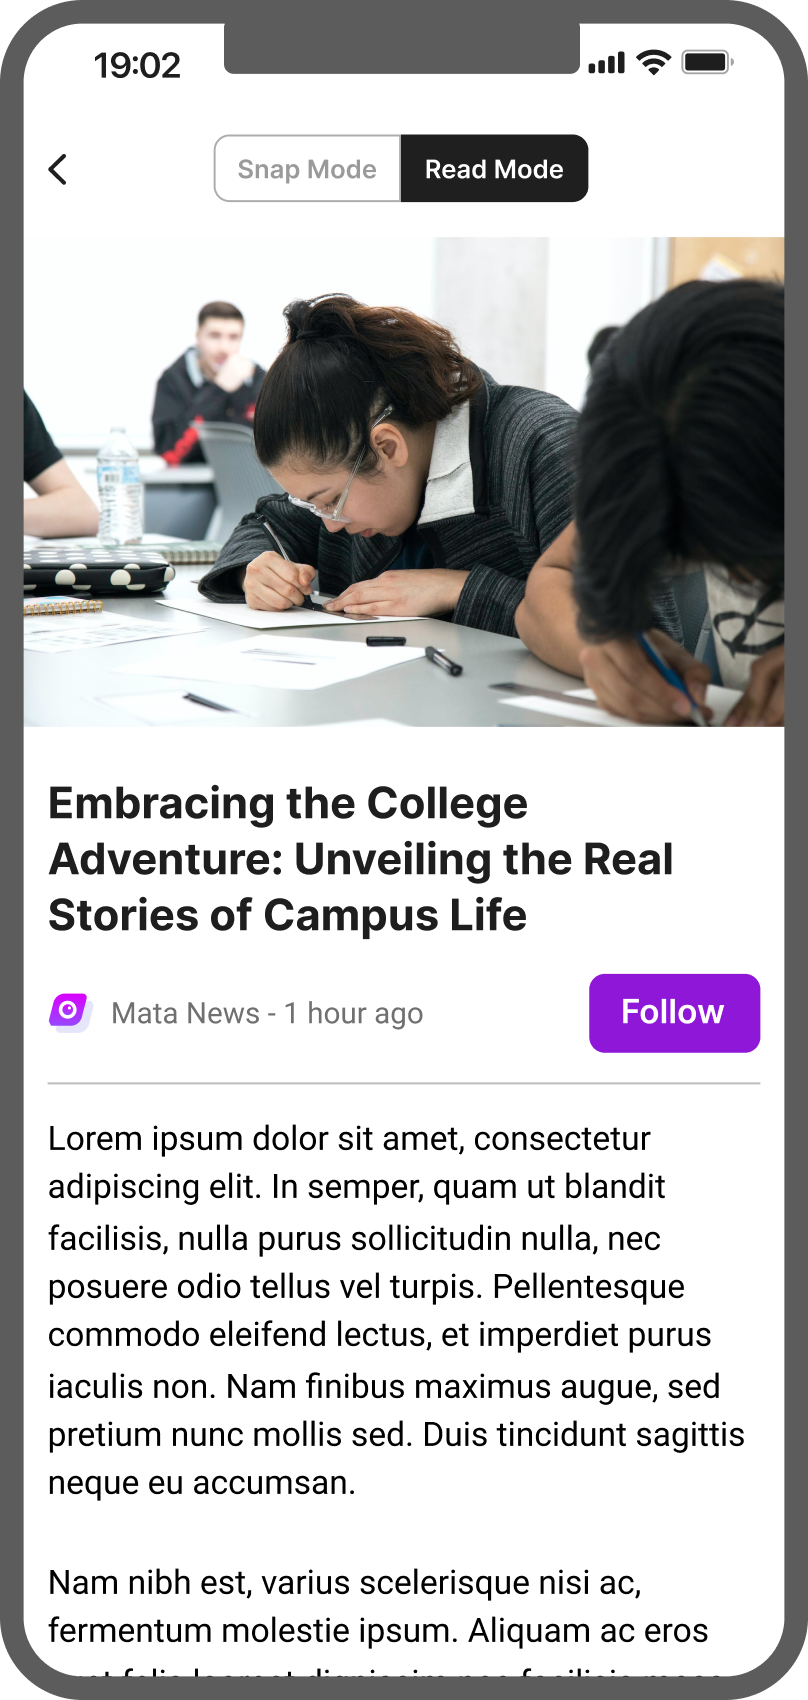 19:02
Snap Mode
Read Mode
Embracing the College
Adventure: Unveiling the Real
Stories of Campus Life
Mata News - 1 hour ago
Follow
Lorem ipsum dolor sit amet, consectetur
adipiscing elit. In semper, quam ut blandit
facilisis, nulla purus sollicitudin nulla, nec
posuere odio tellus vel turpis. Pellentesque
commodo eleifend lectus, et imperdiet purus
iaculis non. Nam finibus maximus augue, sed
pretium nunc mollis sed. Duis tincidunt sagittis
neque eu accumsan.
Nam nibh est, varius scelerisque nisi ac,
fermentum molestie ipsum. Aliquam ac eros